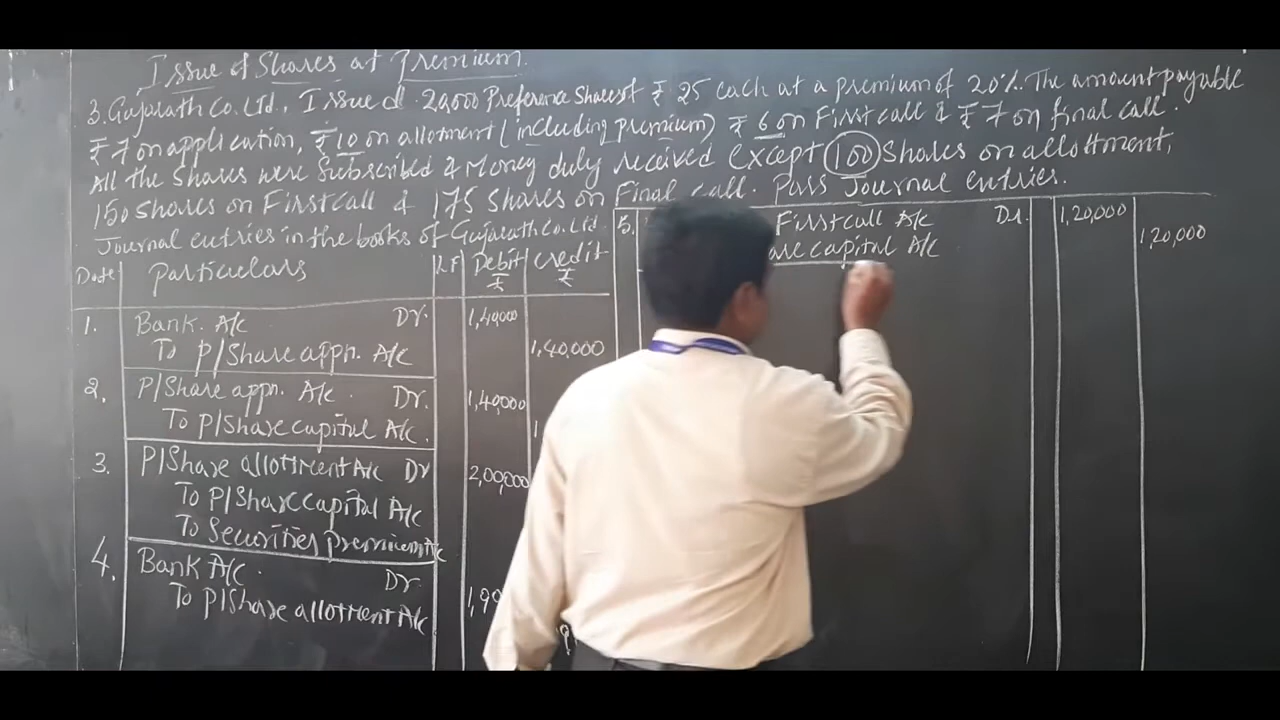 Issue of Shares at Premium.
3. Gujarath Co. Ltd., Issued 20,000 Preference Shares of ₹ 25 each at a premium of 20%. The amount payable
₹ 7 on application, ₹ 10 on allotment (including premium) ₹ 6 on First call & ₹ 7 on final call.
All the Shares were Subscribed & Money duly received except 100 Shares on allottment,
150 Shares on First call & 175 Shares on Final call. Pass Journal entries.
Journal entries in the books of Gujarath Co. Ltd.
Date Particulars L.F Debit ₹ Credit ₹
1. Bank. A/c Dr. 1,40,000
To P/Share appn. A/c 1,40,000
2. P/Share appn. A/c. Dr. 1,40,000
To P/Share capital A/c.
3. P/Share allottment A/c Dr 2,00,000
To P/Share capital A/c
To Securities premium A/c
4. Bank A/c. Dr.
To P/Share allottment A/c
5. First call A/c Dr. 1,20,000
capital A/c 1,20,000